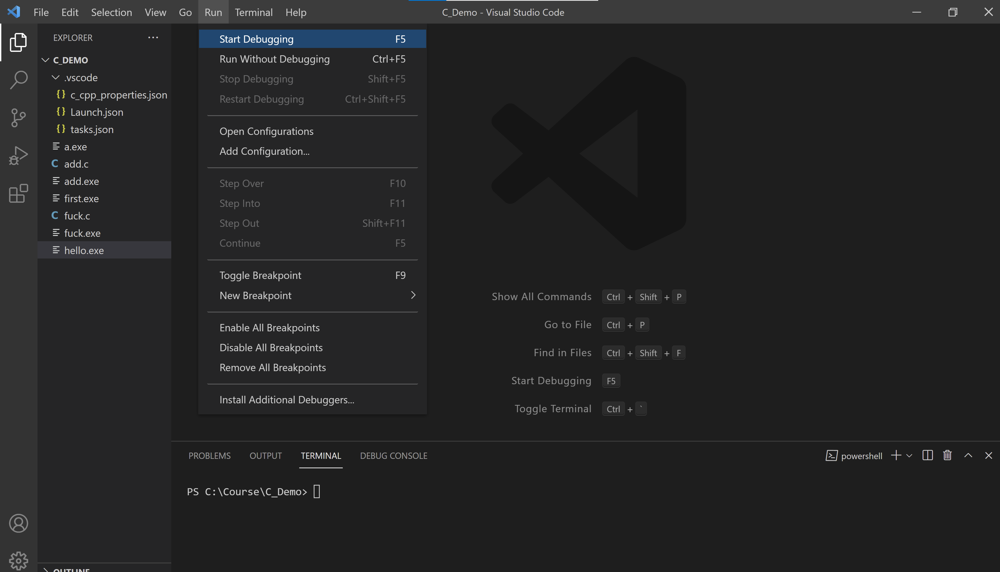 File Edit Selection View Go Run Terminal Help C_Demo - Visual Studio Code
EXPLORER
C_DEMO
.vscode
c_cpp_properties.json
Launch.json
tasks.json
a.exe
add.c
add.exe
first.exe
fuck.c
fuck.exe
hello.exe
OUTLINE
Start Debugging F5
Run Without Debugging Ctrl+F5
Stop Debugging Shift+F5
Restart Debugging Ctrl+Shift+F5
Open Configurations
Add Configuration...
Step Over F10
Step Into F11
Step Out Shift+F11
Continue F5
Toggle Breakpoint F9
New Breakpoint
Enable All Breakpoints
Disable All Breakpoints
Remove All Breakpoints
Install Additional Debuggers...
Show All Commands Ctrl + Shift + P
Go to File Ctrl + P
Find in Files Ctrl + Shift + F
Start Debugging F5
Toggle Terminal Ctrl + `
PROBLEMS OUTPUT TERMINAL DEBUG CONSOLE powershell
PS C:\Course\C_Demo>